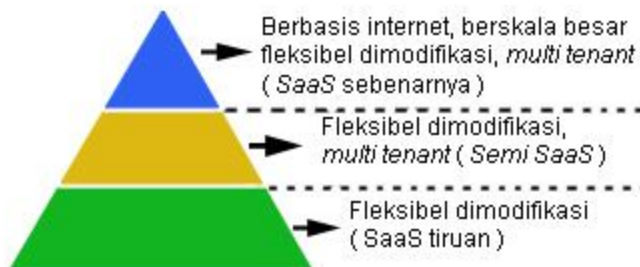 Berbasis internet, berskala besar
fleksibel dimodifikasi, multi tenant
( SaaS sebenarnya )
Fleksibel dimodifikasi,
multi tenant ( Semi SaaS )
Fleksibel dimodifikasi
( SaaS tiruan )